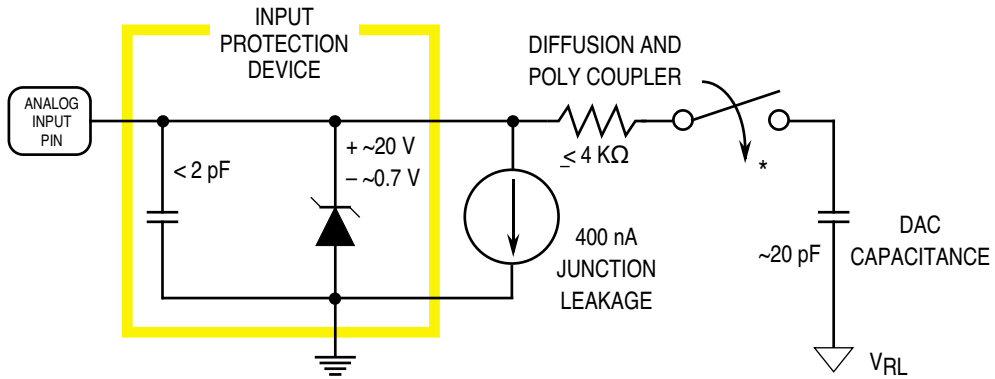 INPUT
PROTECTION
DEVICE
DIFFUSION AND
POLY COUPLER
ANALOG
INPUT
PIN
< 2 pF
+ ~20 V
– ~0.7 V
< 4 KΩ
*
400 nA
JUNCTION
LEAKAGE
~20 pF
DAC
CAPACITANCE
VRL